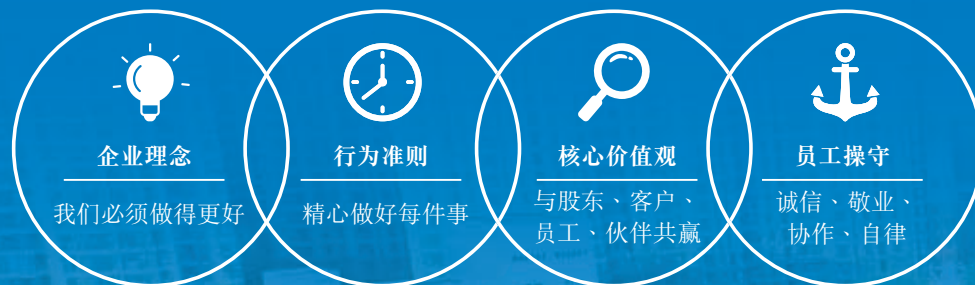 企业理念
我们必须做得更好
行为准则
精心做好每件事
核心价值观
与股东、客户、
员工、伙伴共赢
员工操守
诚信、敬业、
协作、自律